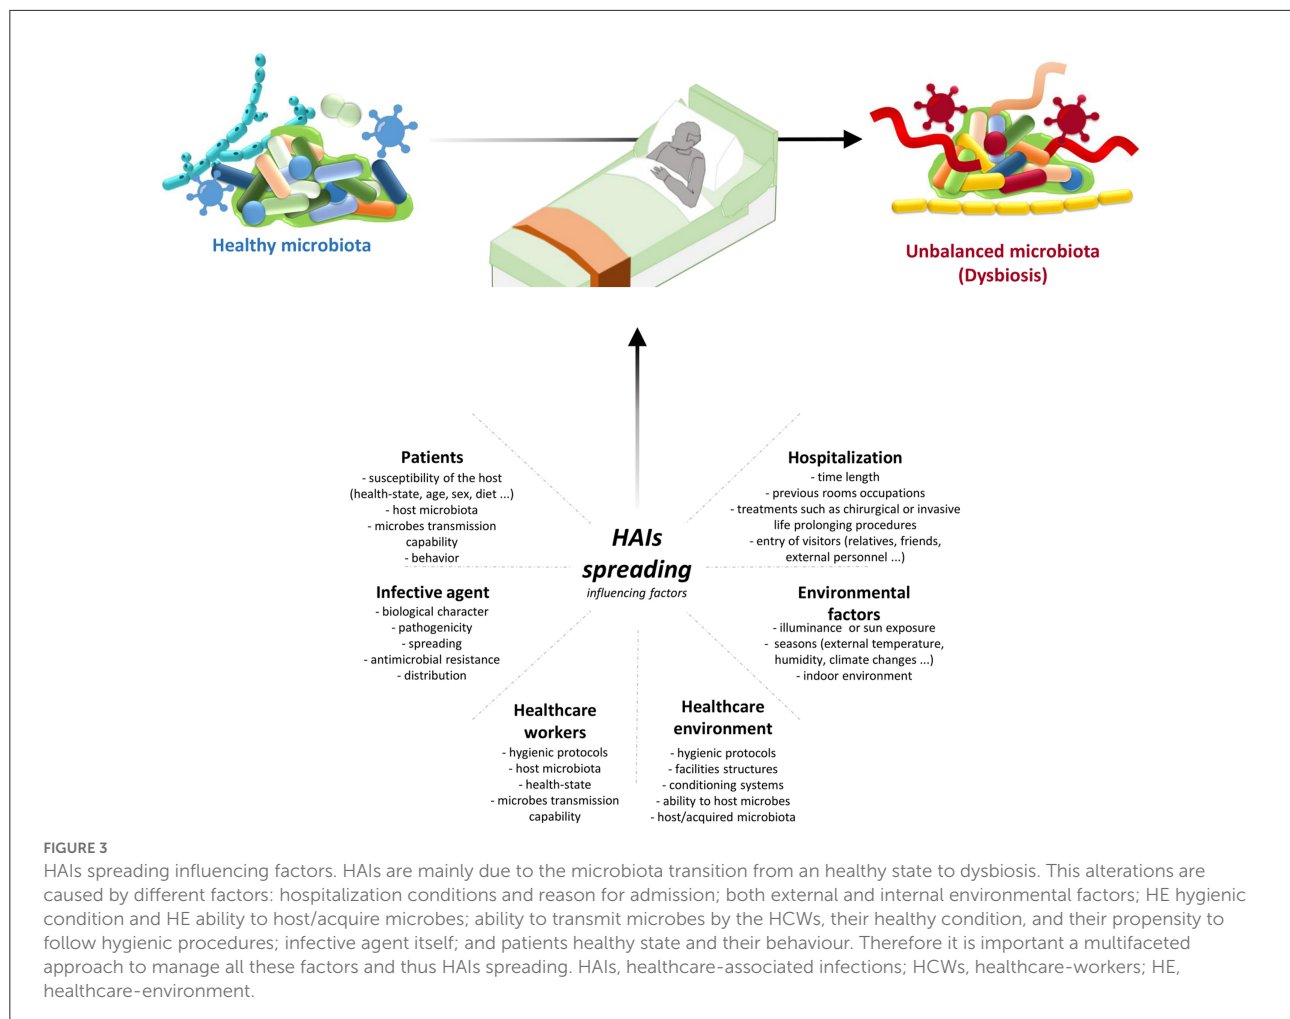 Healthy microbiota
Unbalanced microbiota
(Dysbiosis)
Patients
- susceptibility of the host
(health-state, age, sex, diet ...)
- host microbiota
- microbes transmission
capability
- behavior
Hospitalization
- time length
- previous rooms occupations
- treatments such as chirurgical or invasive
life prolonging procedures
- entry of visitors (relatives, friends,
external personnel ...)
HAIs
spreading
influencing factors
Infective agent
- biological character
- pathogenicity
- spreading
- antimicrobial resistance
- distribution
Environmental
factors
- illuminance or sun exposure
- seasons (external temperature,
humidity, climate changes ...)
- indoor environment
Healthcare
workers
- hygienic protocols
- host microbiota
- health-state
- microbes transmission
capability
Healthcare
environment
- hygienic protocols
- facilities structures
- conditioning systems
- ability to host microbes
- host/acquired microbiota
FIGURE 3
HAIs spreading influencing factors. HAIs are mainly due to the microbiota transition from an healthy state to dysbiosis. This alterations are
caused by different factors: hospitalization conditions and reason for admission; both external and internal environmental factors; HE hygienic
condition and HE ability to host/acquire microbes; ability to transmit microbes by the HCWs, their healthy condition, and their propensity to
follow hygienic procedures; infective agent itself; and patients healthy state and their behaviour. Therefore it is important a multifaceted
approach to manage all these factors and thus HAIs spreading. HAIs, healthcare-associated infections; HCWs, healthcare-workers; HE,
healthcare-environment.